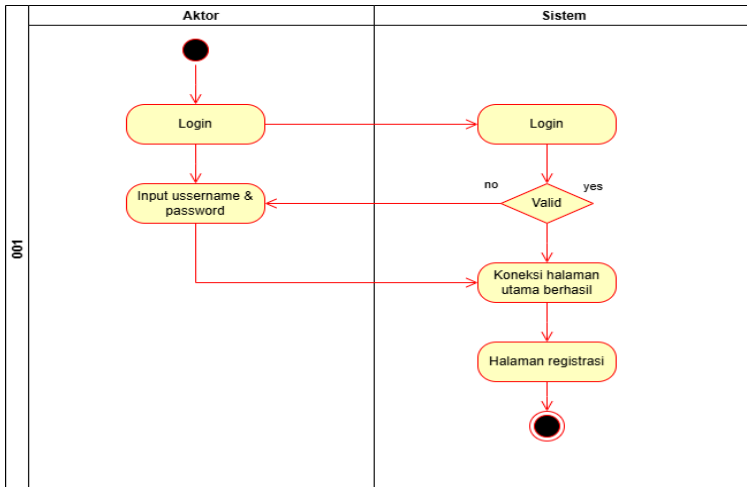 Aktor
Sistem
001
Login
Login
Input ussername &
password
no
yes
Valid
Koneksi halaman
utama berhasil
Halaman registrasi